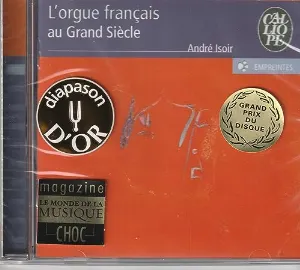 L'orgue français
au Grand Siècle
André Isoir
CALLIOPE
EMPREINTES
diapason
D'OR
GRAND
PRIX
DU
DISQUE
magazine
LE MONDE DE LA
MUSIQUE
CHOC